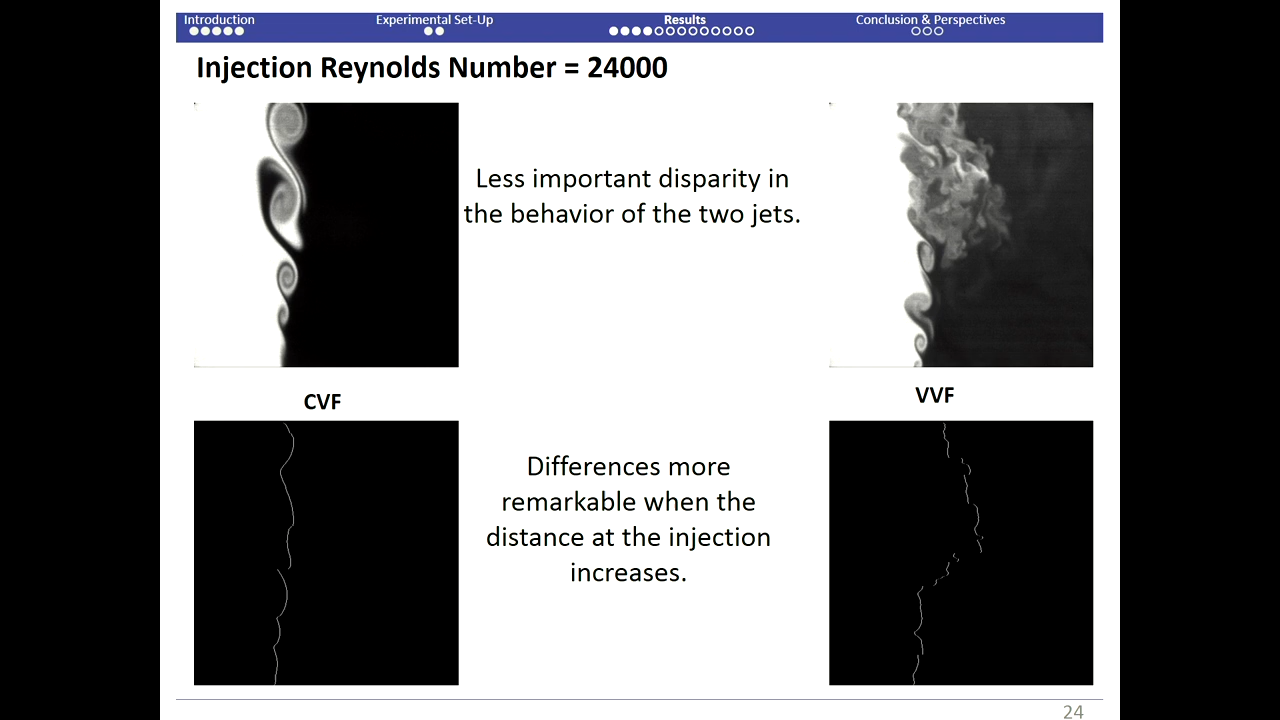 Introduction
Experimental Set-Up
Results
Conclusion & Perspectives
Injection Reynolds Number = 24000
Less important disparity in
the behavior of the two jets.
CVF
VVF
Differences more
remarkable when the
distance at the injection
increases.
24